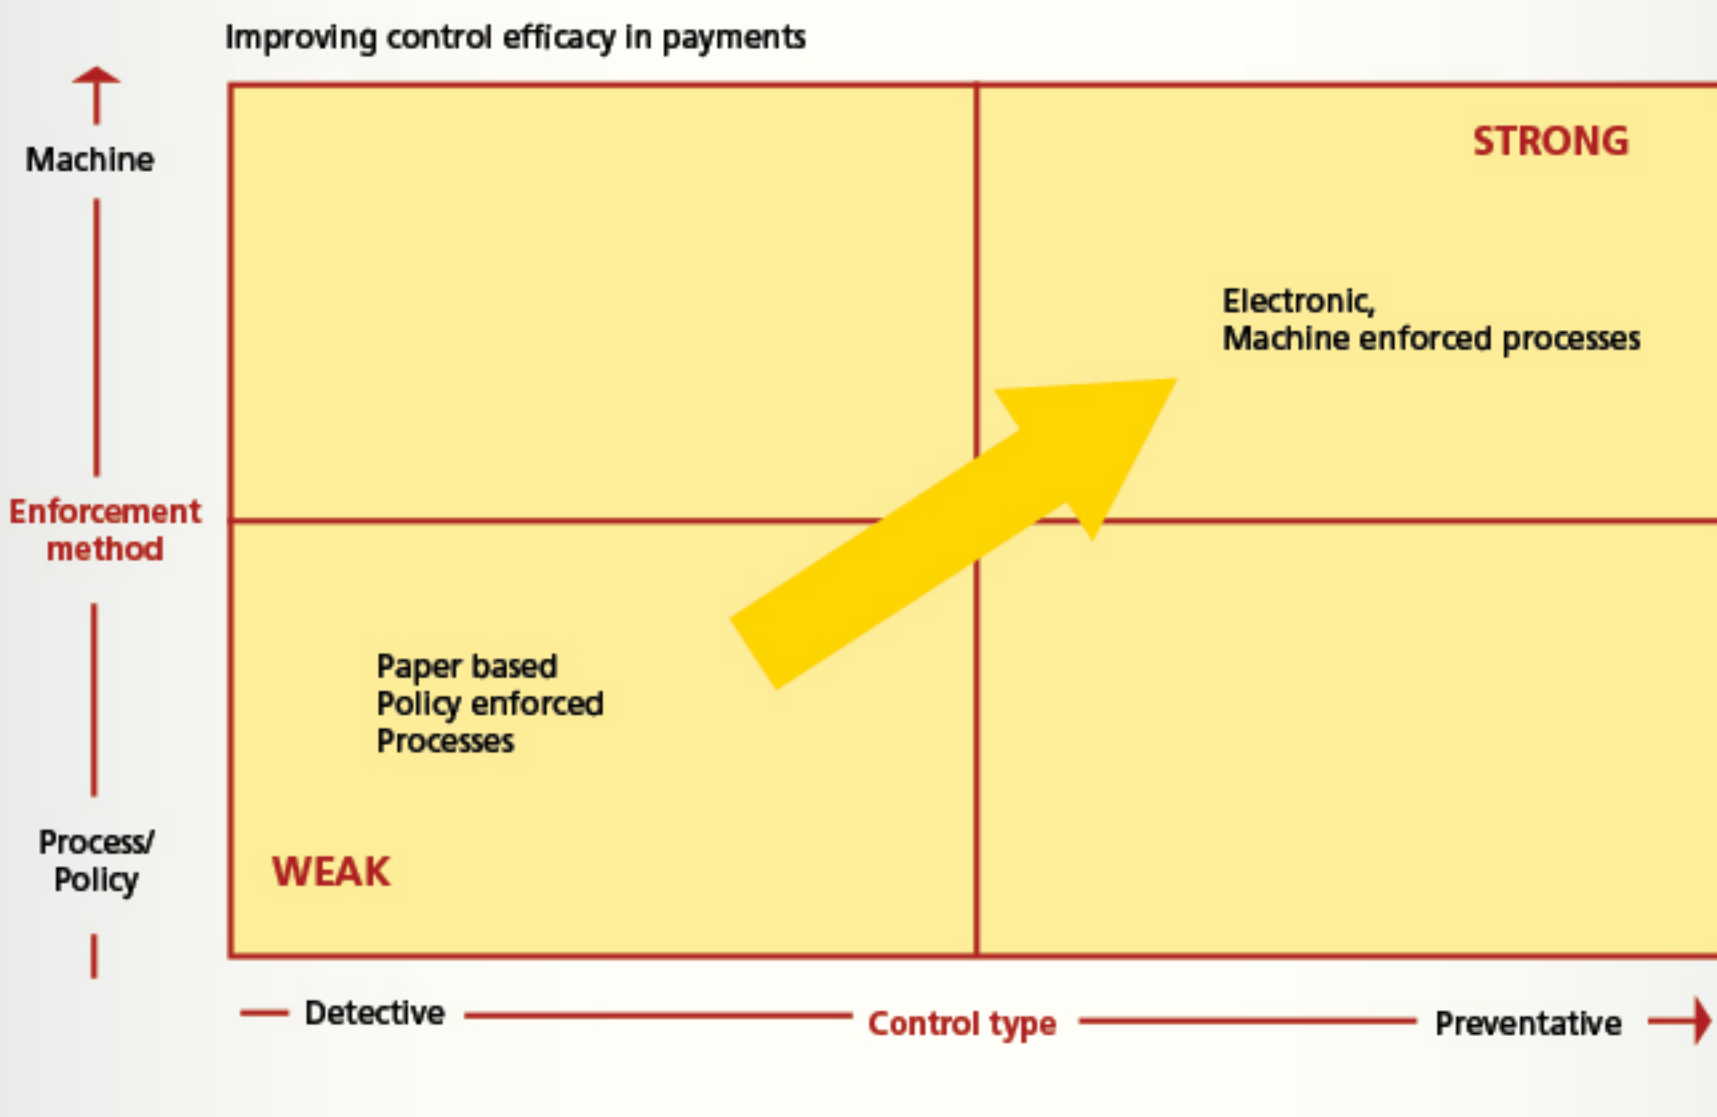 Improving control efficacy in payments
Machine
STRONG
Electronic,
Machine enforced processes
Enforcement
method
Paper based
Policy enforced
Processes
Process/
Policy
WEAK
Detective
Control type
Preventative